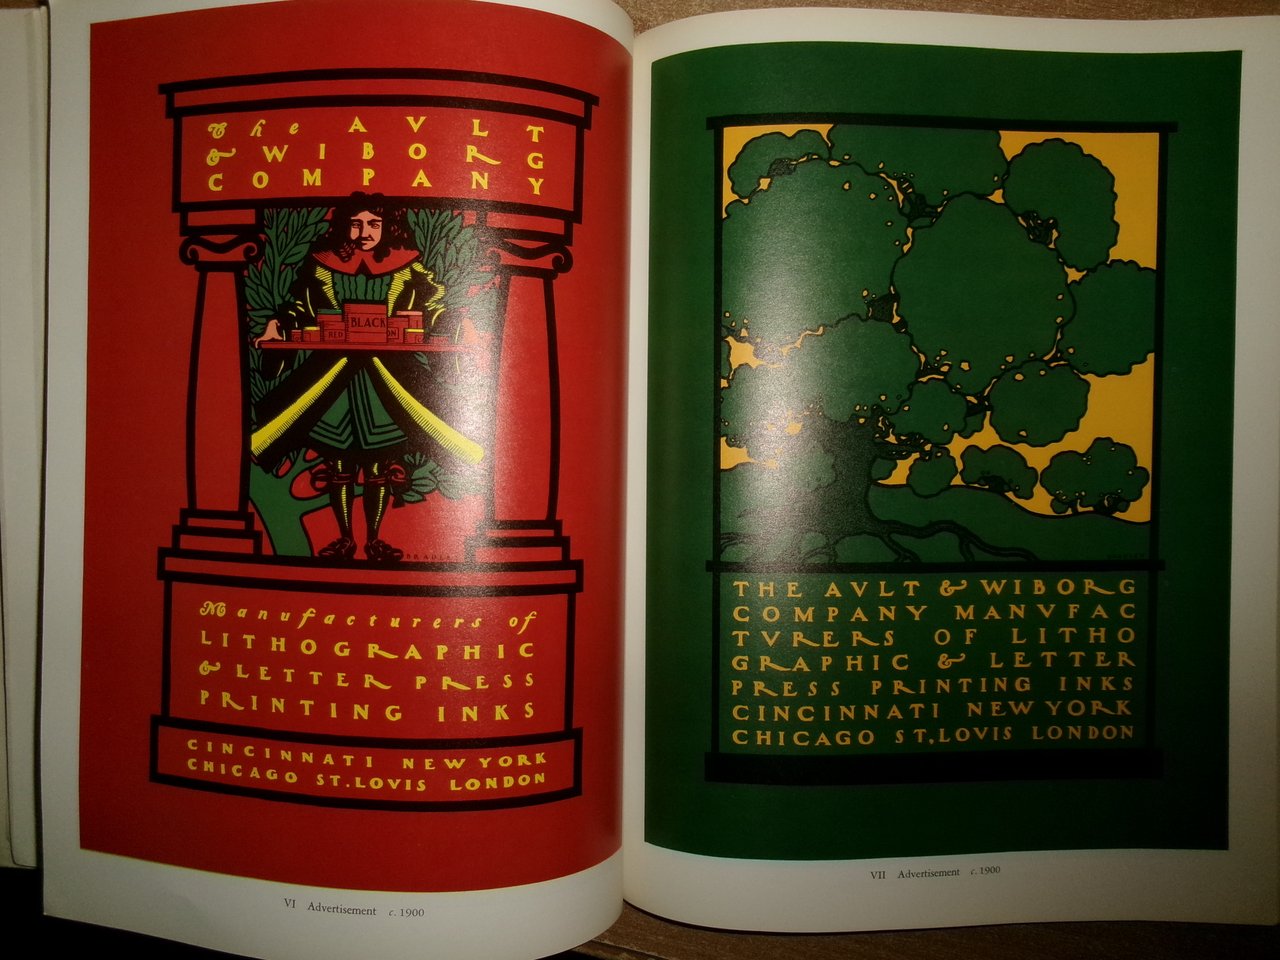 The AVLT
& WIBORG
COMPANY
BLACK
RED
Manufacturers of
LITHOGRAPHIC
& LETTER PRESS
PRINTING INKS
CINCINNATI NEW YORK
CHICAGO ST. LOVIS LONDON
VI Advertisement c. 1900
THE AVLT & WIBORG
COMPANY MANVFAC
TVRERS OF LITHO
GRAPHIC & LETTER
PRESS PRINTING INKS
CINCINNATI NEW YORK
CHICAGO ST. LOVIS LONDON
VII Advertisement c. 1900